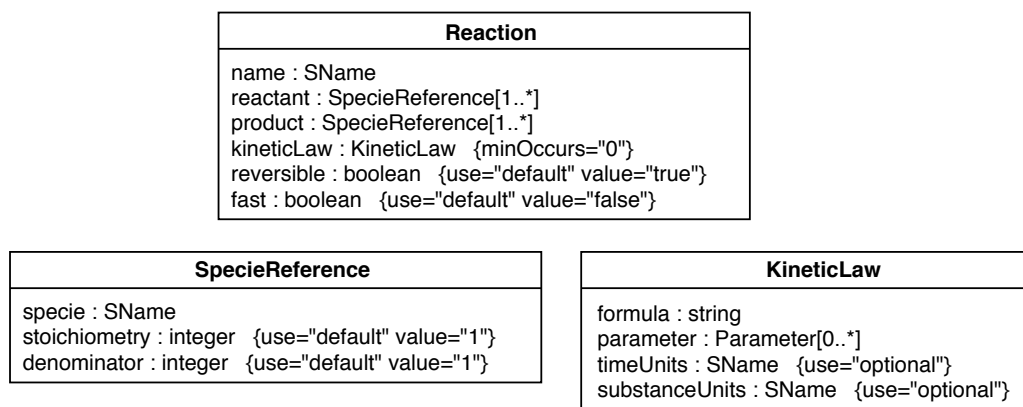 Reaction
name : SName
reactant : SpecieReference[1..*]
product : SpecieReference[1..*]
kineticLaw : KineticLaw {minOccurs="0"}
reversible : boolean {use="default" value="true"}
fast : boolean {use="default" value="false"}
SpecieReference
specie : SName
stoichiometry : integer {use="default" value="1"}
denominator : integer {use="default" value="1"}
KineticLaw
formula : string
parameter : Parameter[0..*]
timeUnits : SName {use="optional"}
substanceUnits : SName {use="optional"}